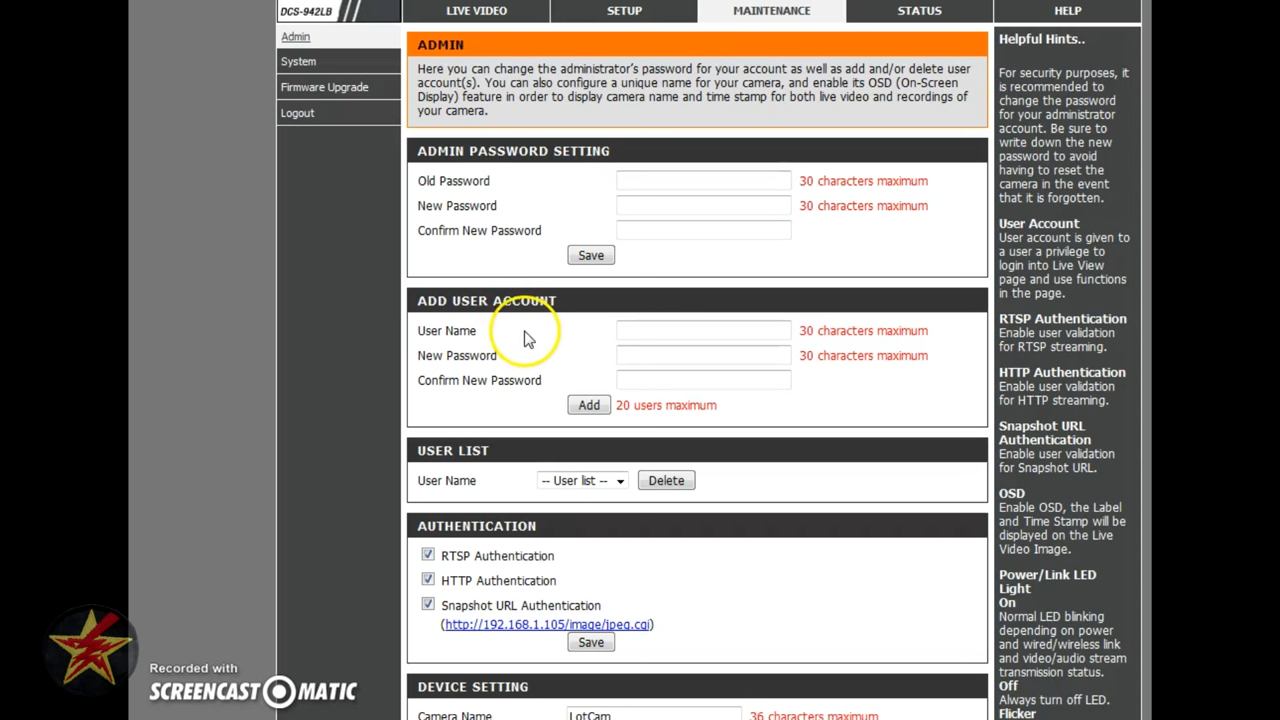 DCS-942LB
LIVE VIDEO
SETUP
MAINTENANCE
STATUS
HELP
Admin
System
Firmware Upgrade
Logout
ADMIN
Here you can change the administrator's password for your account as well as add and/or delete user
account(s). You can also configure a unique name for your camera, and enable its OSD (On-Screen
Display) feature in order to display camera name and time stamp for both live video and recordings of
your camera.
ADMIN PASSWORD SETTING
Old Password
30 characters maximum
New Password
30 characters maximum
Confirm New Password
Save
ADD USER ACCOUNT
User Name
30 characters maximum
New Password
30 characters maximum
Confirm New Password
Add
20 users maximum
USER LIST
User Name
-- User list --
Delete
AUTHENTICATION
RTSP Authentication
HTTP Authentication
Snapshot URL Authentication
(http://192.168.1.105/image/jpeg.cgi)
Save
DEVICE SETTING
Camera Name
LotCam
36 characters maximum
Helpful Hints..
For security purposes, it
is recommended to
change the password
for your administrator
account. Be sure to
write down the new
password to avoid
having to reset the
camera in the event
that it is forgotten.
User Account
User account is given to
a user a privilege to
login into Live View
page and use functions
in the page.
RTSP Authentication
Enable user validation
for RTSP streaming.
HTTP Authentication
Enable user validation
for HTTP streaming.
Snapshot URL
Authentication
Enable user validation
for Snapshot URL.
OSD
Enable OSD, the Label
and Time Stamp will be
displayed on the Live
Video Image.
Power/Link LED
Light
On
Normal LED blinking
depending on power
and wired/wireless link
and video/audio stream
transmission status.
Off
Always turn off LED.
Flicker
Recorded with
SCREENCAST MATIC